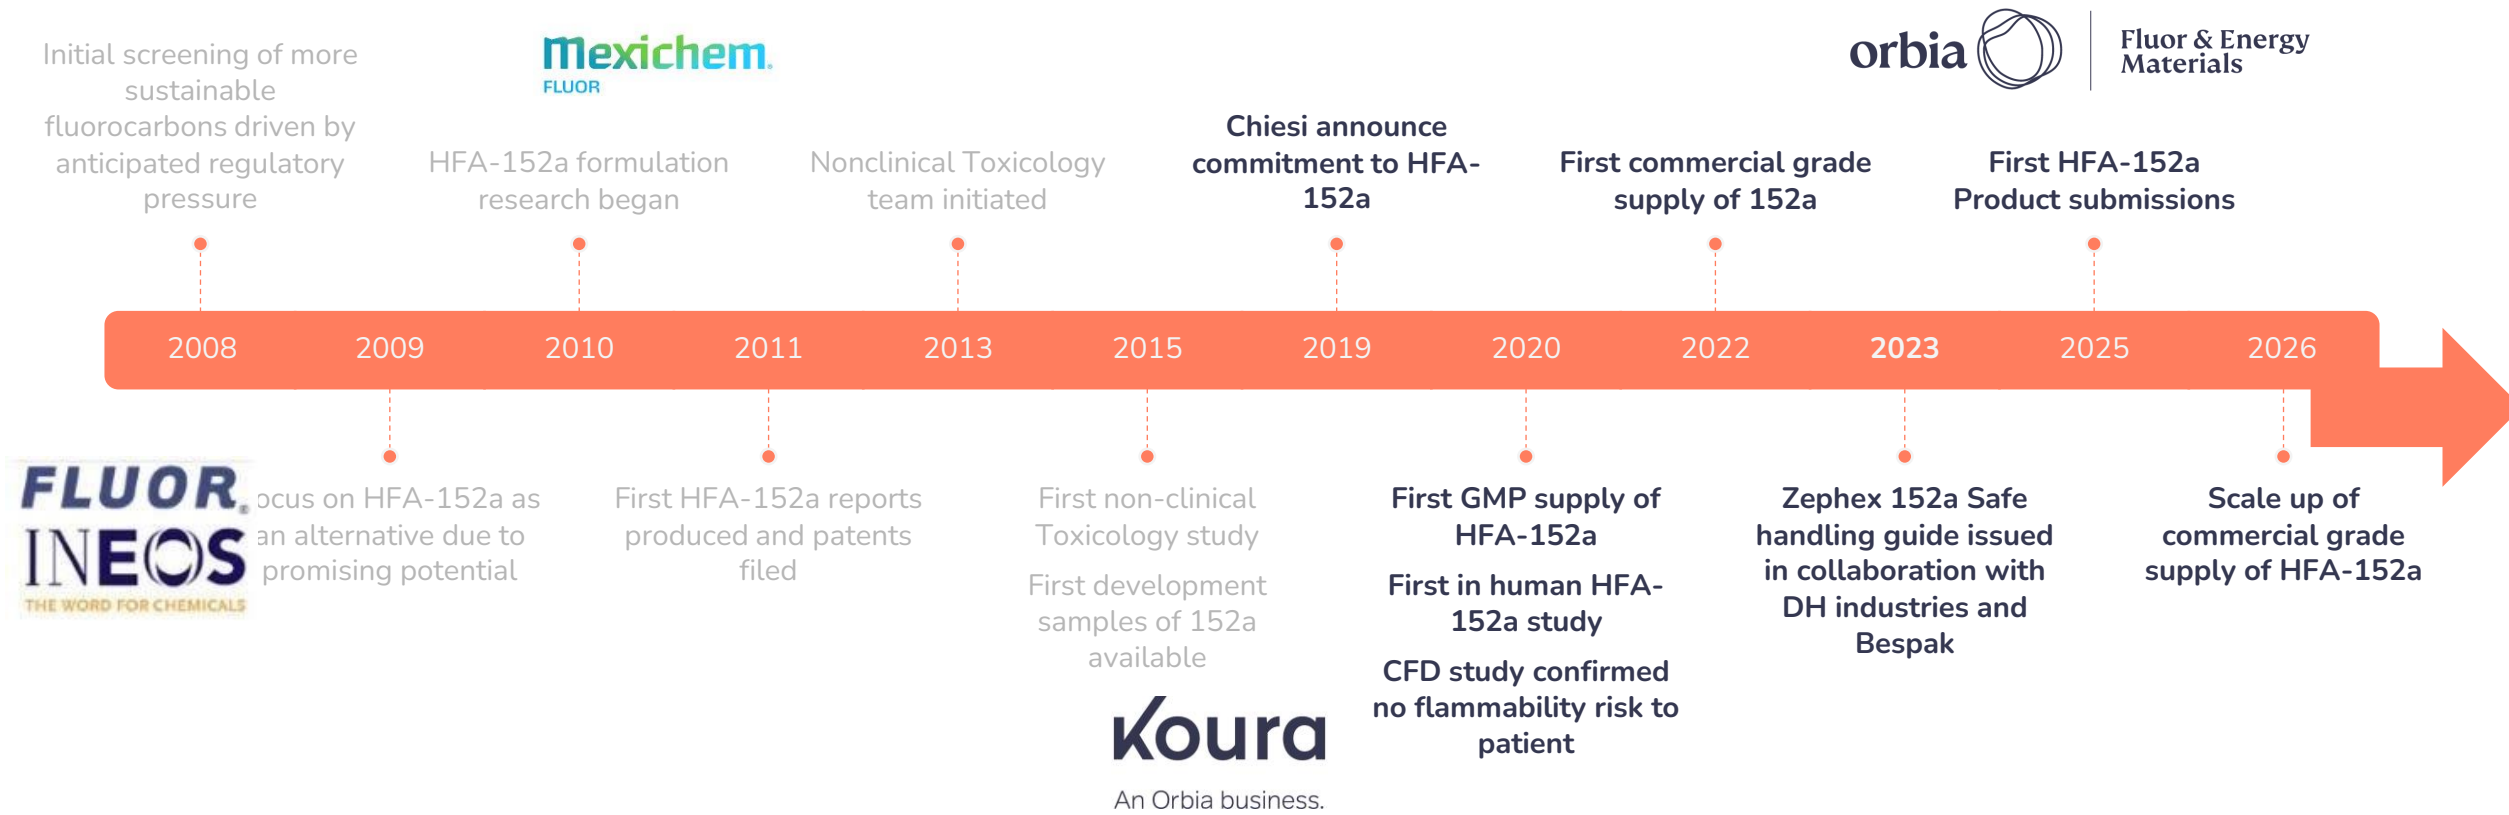 Initial screening of more
sustainable
fluorocarbons driven by
anticipated regulatory
pressure
mexichem.
FLUOR
HFA-152a formulation
research began
Nonclinical Toxicology
team initiated
Chiesi announce
commitment to HFA-
152a
First commercial grade
supply of 152a
orbia
Fluor & Energy
Materials
First HFA-152a
Product submissions
2008 2009 2010 2011 2013 2015 2019 2020 2022 2023 2025 2026
FLUOR®
INEOS
THE WORD FOR CHEMICALS
ocus on HFA-152a as
an alternative due to
promising potential
First HFA-152a reports
produced and patents
filed
First non-clinical
Toxicology study
First development
samples of 152a
available
Koura
An Orbia business.
First GMP supply of
HFA-152a
First in human HFA-
152a study
CFD study confirmed
no flammability risk to
patient
Zephex 152a Safe
handling guide issued
in collaboration with
DH industries and
Bespak
Scale up of
commercial grade
supply of HFA-152a